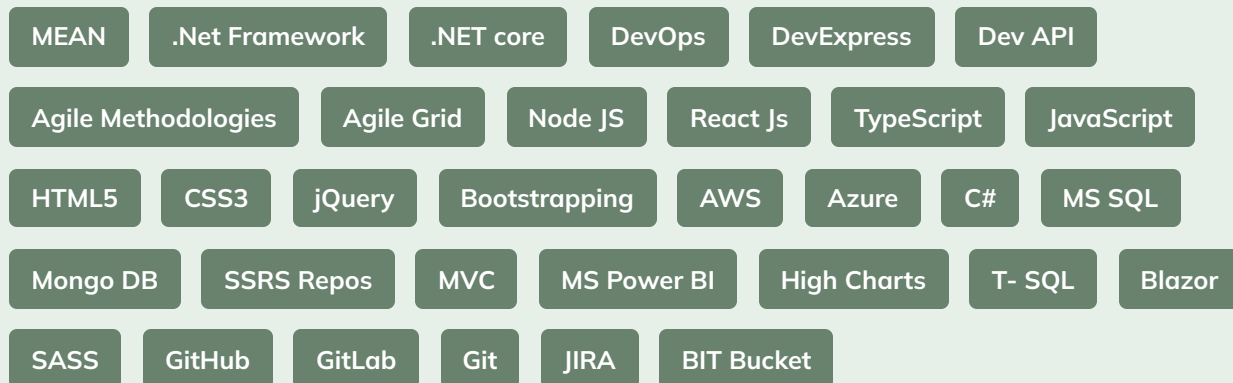 MEAN .Net Framework .NET core DevOps DevExpress Dev API
Agile Methodologies Agile Grid Node JS React Js TypeScript JavaScript
HTML5 CSS3 jQuery Bootstrapping AWS Azure C# MS SQL
Mongo DB SSRS Repos MVC MS Power BI High Charts T- SQL Blazor
SASS GitHub GitLab Git JIRA BIT Bucket